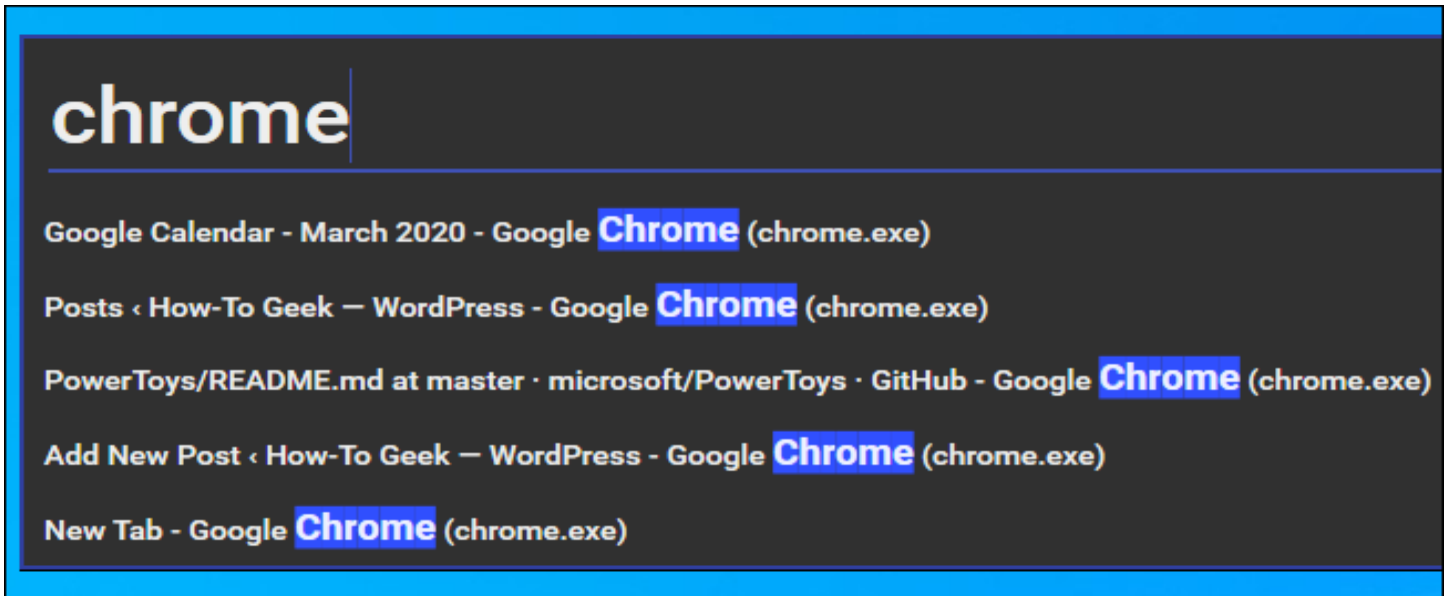 chrome
Google Calendar - March 2020 - Google Chrome (chrome.exe)
Posts ‹ How-To Geek — WordPress - Google Chrome (chrome.exe)
PowerToys/README.md at master · microsoft/PowerToys · GitHub - Google Chrome (chrome.exe)
Add New Post ‹ How-To Geek — WordPress - Google Chrome (chrome.exe)
New Tab - Google Chrome (chrome.exe)